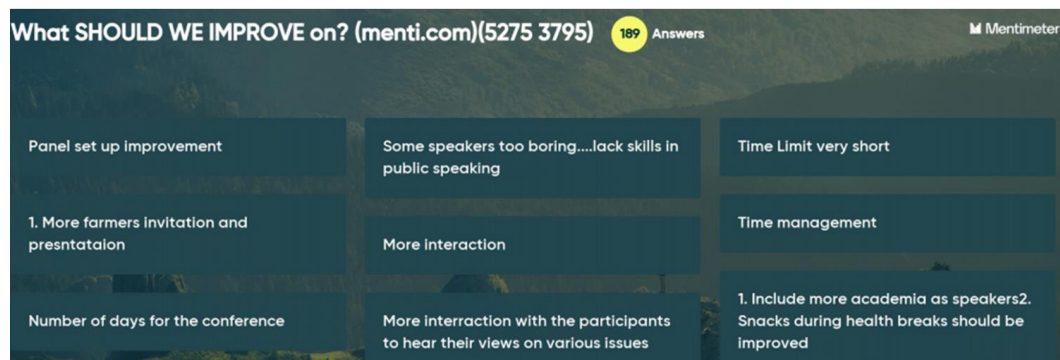 What SHOULD WE IMPROVE on? (menti.com)(5275 3795) 189 Answers
Mentimeter
Panel set up improvement
1. More farmers invitation and
presntataion
Number of days for the conference
Some speakers too boring....lack skills in
public speaking
More interaction
More interraction with the participants
to hear their views on various issues
Time Limit very short
Time management
1. Include more academia as speakers2.
Snacks during health breaks should be
improved